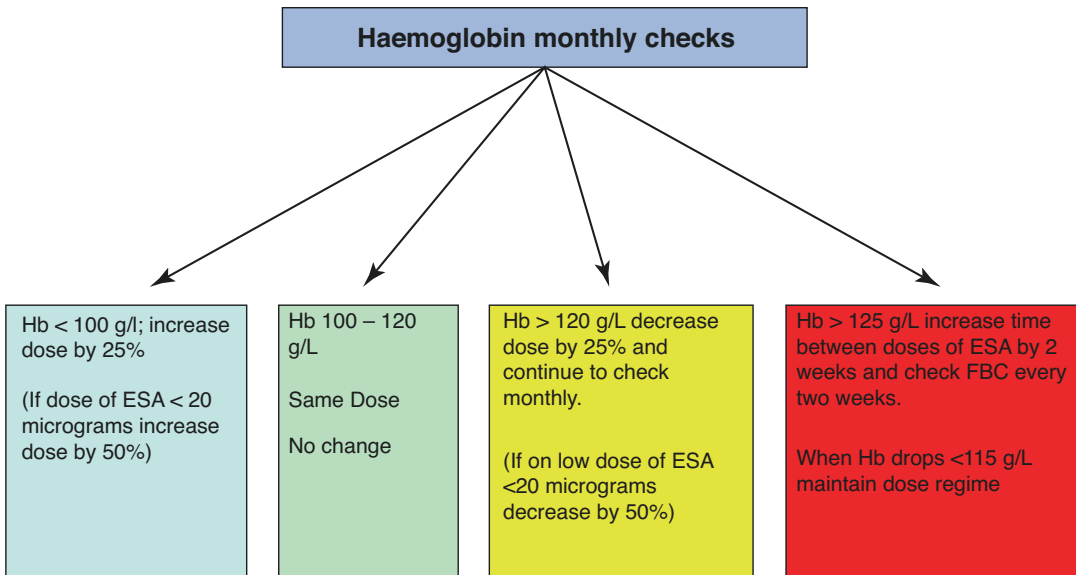 Haemoglobin monthly checks
Hb < 100 g/l; increase
dose by 25%
(If dose of ESA < 20
micrograms increase
dose by 50%)
Hb 100 – 120
g/L
Same Dose
No change
Hb > 120 g/L decrease
dose by 25% and
continue to check
monthly.
(If on low dose of ESA
<20 micrograms
decrease by 50%)
Hb > 125 g/L increase time
between doses of ESA by 2
weeks and check FBC every
two weeks.
When Hb drops <115 g/L
maintain dose regime